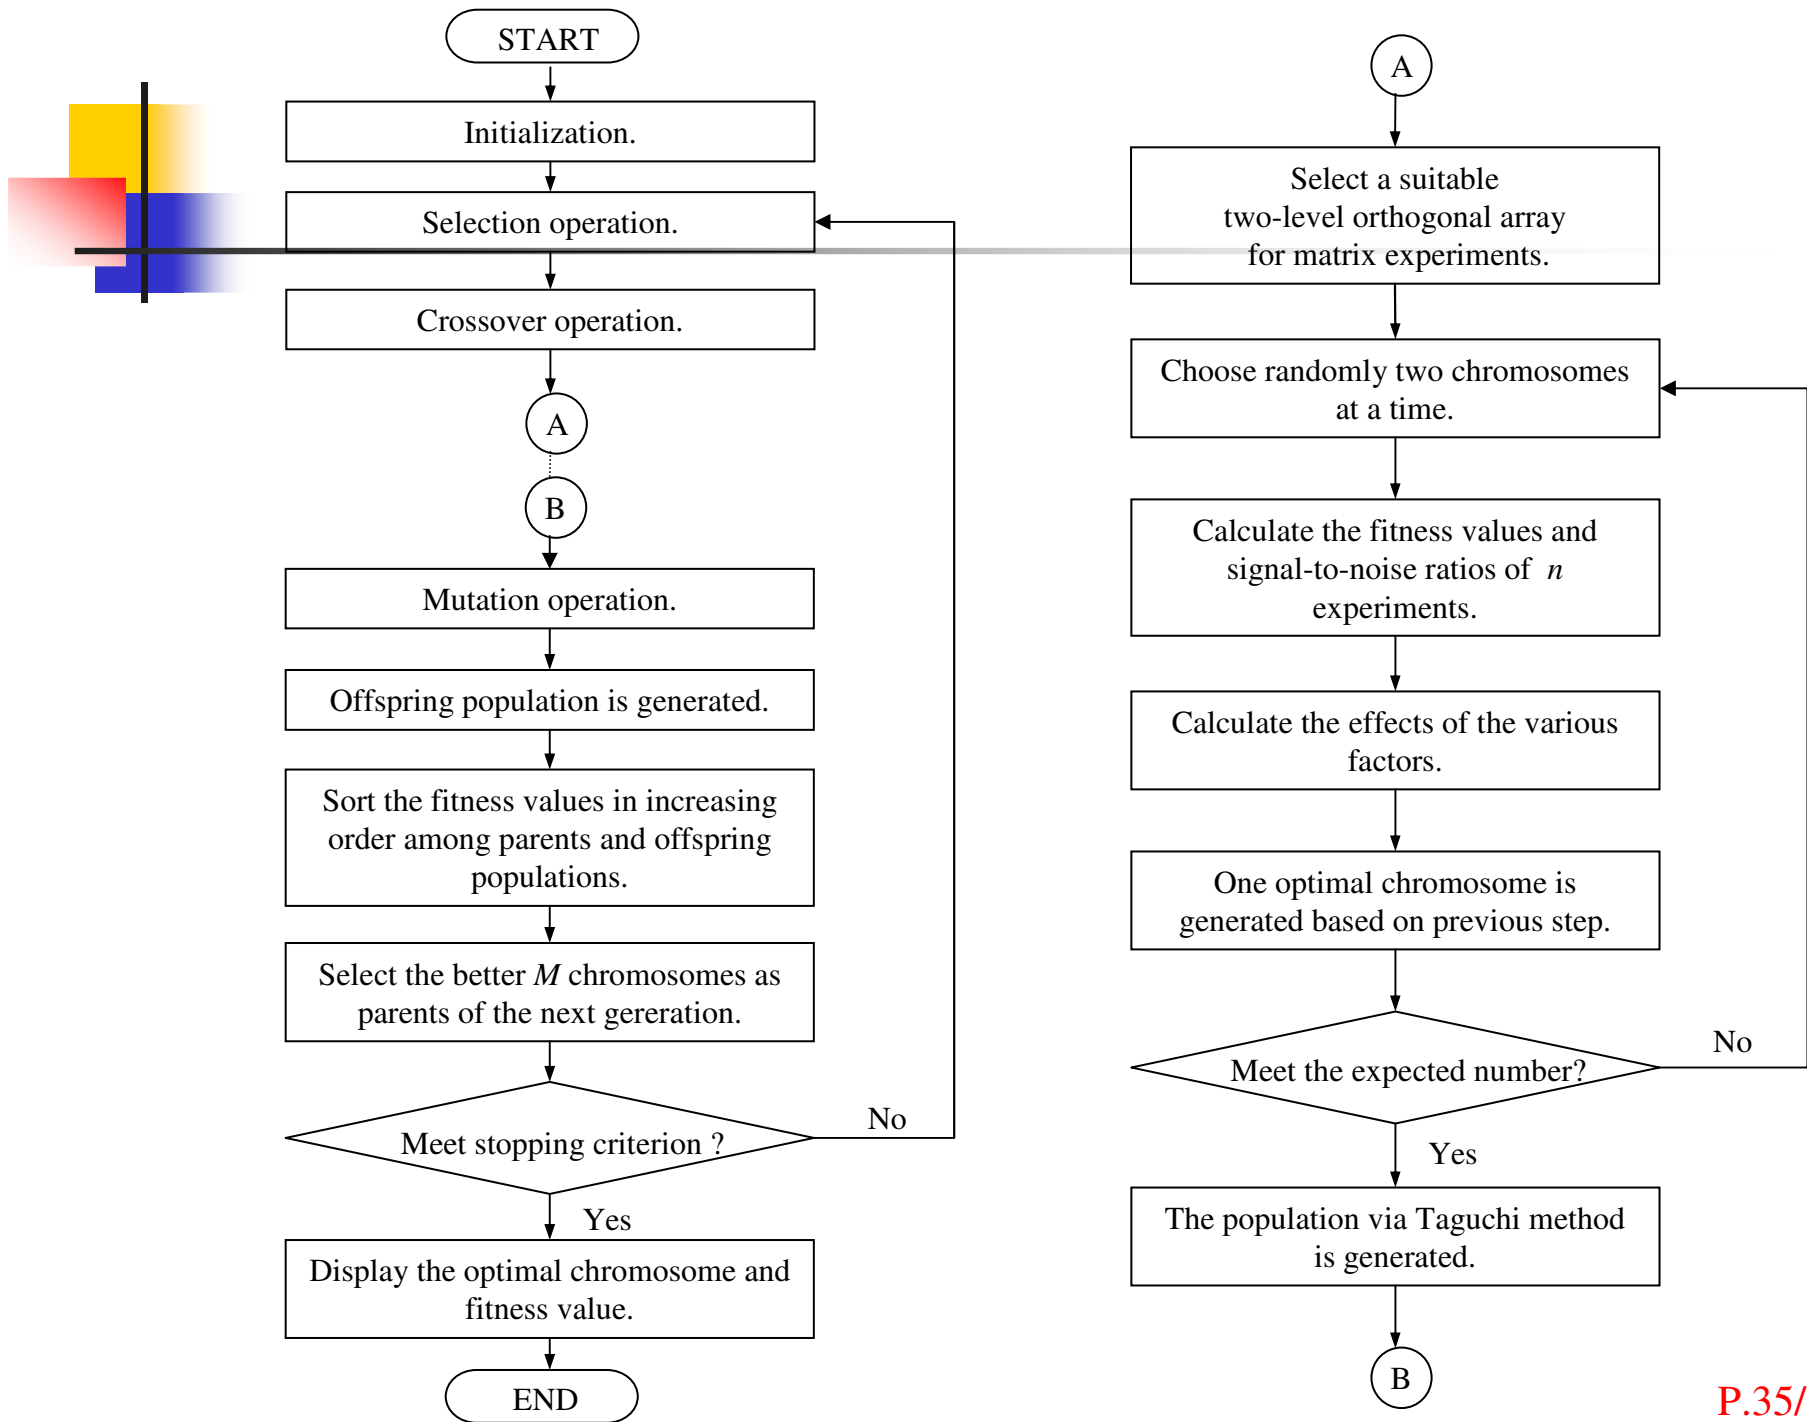 START
Initialization.
Selection operation.
Crossover operation.
A
B
Mutation operation.
Offspring population is generated.
Sort the fitness values in increasing
order among parents and offspring
populations.
Select the better M chromosomes as
parents of the next gereration.
Meet stopping criterion ?
No
Yes
Display the optimal chromosome and
fitness value.
END
A
Select a suitable
two-level orthogonal array
for matrix experiments.
Choose randomly two chromosomes
at a time.
Calculate the fitness values and
signal-to-noise ratios of n
experiments.
Calculate the effects of the various
factors.
One optimal chromosome is
generated based on previous step.
Meet the expected number?
No
Yes
The population via Taguchi method
is generated.
B
P.35/